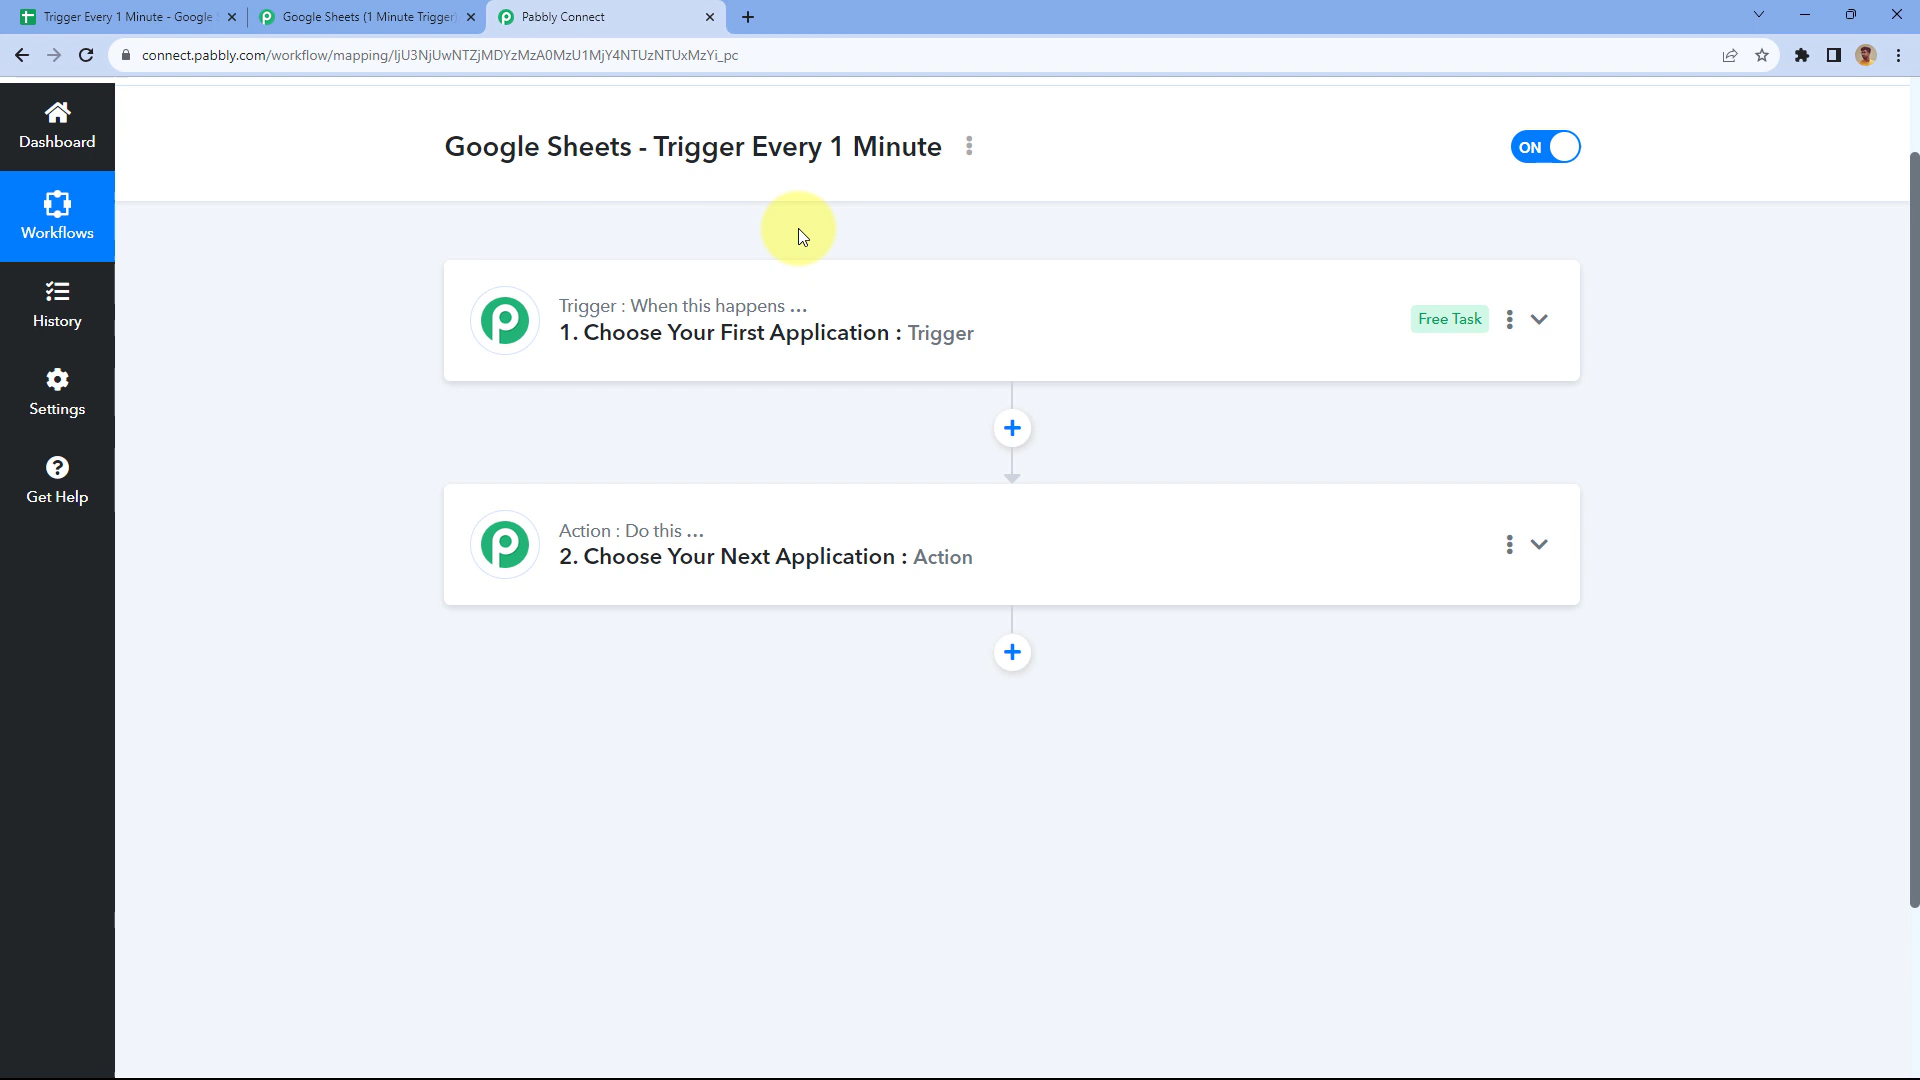 Trigger Every 1 Minute - Google
Google Sheets (1 Minute Trigger)
Pabbly Connect
connect.pabbly.com/workflow/mapping/IjU3NjUwNTZjMDYzMzA0MzU1MjY4NTUzNTUxMzYi_pc
Dashboard
Workflows
History
Settings
Get Help
Google Sheets - Trigger Every 1 Minute
ON
Trigger : When this happens ...
1. Choose Your First Application : Trigger
Free Task
Action : Do this ...
2. Choose Your Next Application : Action